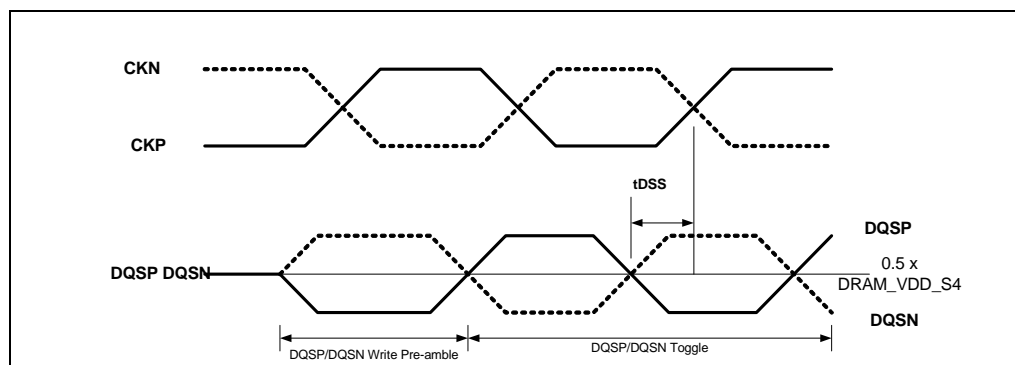 CKN
CKP
tDSS
DQSP
DQSP DQSN
0.5 x
DRAM_VDD_S4
DQSN
DQSP/DQSN Write Pre-amble
DQSP/DQSN Toggle